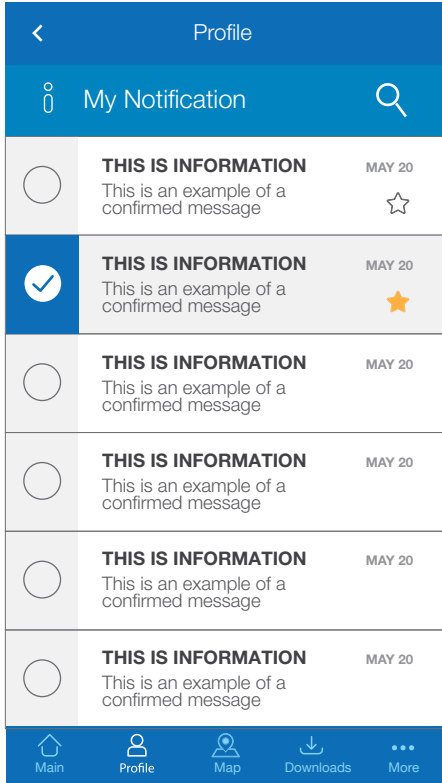 Profile
My Notification
THIS IS INFORMATION MAY 20
This is an example of a
confirmed message
THIS IS INFORMATION MAY 20
This is an example of a
confirmed message
THIS IS INFORMATION MAY 20
This is an example of a
confirmed message
THIS IS INFORMATION MAY 20
This is an example of a
confirmed message
THIS IS INFORMATION MAY 20
This is an example of a
confirmed message
THIS IS INFORMATION MAY 20
This is an example of a
confirmed message
Main Profile Map Downloads More